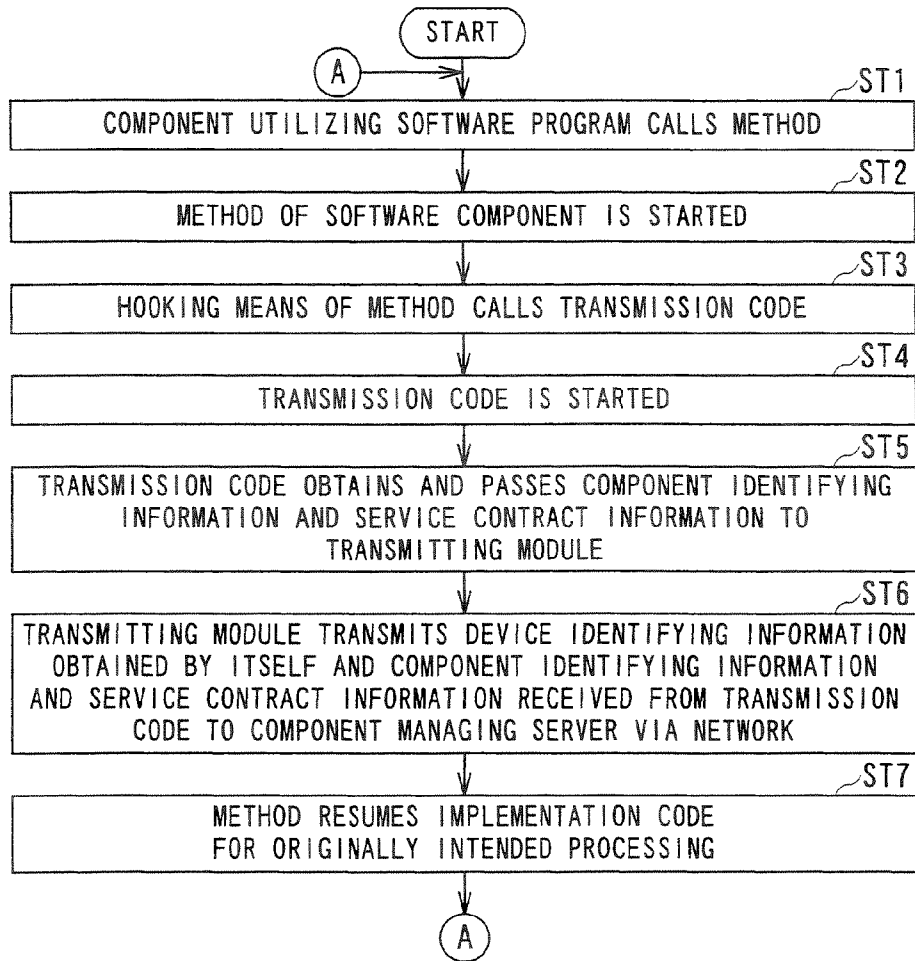 START
A
ST1
COMPONENT UTILIZING SOFTWARE PROGRAM CALLS METHOD
ST2
METHOD OF SOFTWARE COMPONENT IS STARTED
ST3
HOOKING MEANS OF METHOD CALLS TRANSMISSION CODE
ST4
TRANSMISSION CODE IS STARTED
ST5
TRANSMISSION CODE OBTAINS AND PASSES COMPONENT IDENTIFYING
INFORMATION AND SERVICE CONTRACT INFORMATION TO
TRANSMITTING MODULE
ST6
TRANSMITTING MODULE TRANSMITS DEVICE IDENTIFYING INFORMATION
OBTAINED BY ITSELF AND COMPONENT IDENTIFYING INFORMATION
AND SERVICE CONTRACT INFORMATION RECEIVED FROM TRANSMISSION
CODE TO COMPONENT MANAGING SERVER VIA NETWORK
ST7
METHOD RESUMES IMPLEMENTATION CODE
FOR ORIGINALLY INTENDED PROCESSING
A